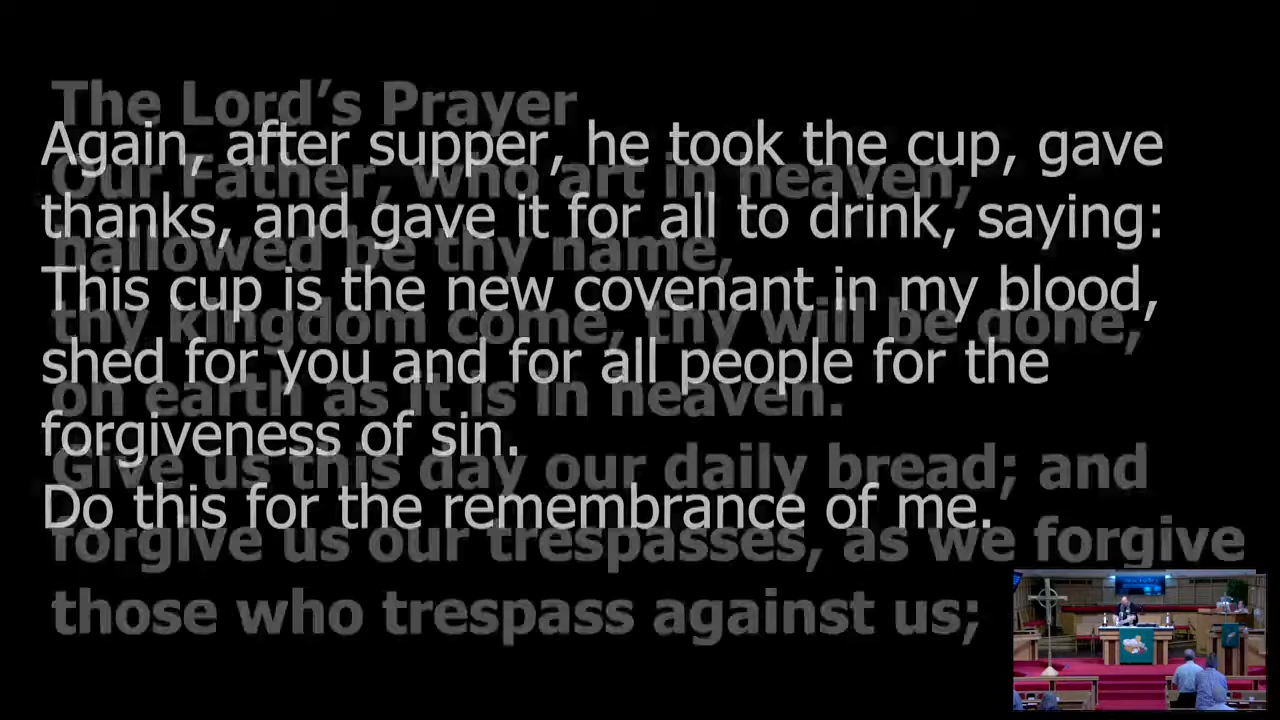 The Lord's Prayer
Again, after supper, he took the cup, gave
Our Father, who art in heaven,
thanks, and gave it for all to drink, saying:
hallowed be thy name,
This cup is the new covenant in my blood,
thy kingdom come, thy will be done,
shed for you and for all people for the
on earth as it is in heaven.
forgiveness of sin.
Give us this day our daily bread; and
Do this for the remembrance of me.
forgive us our trespasses, as we forgive
those who trespass against us;